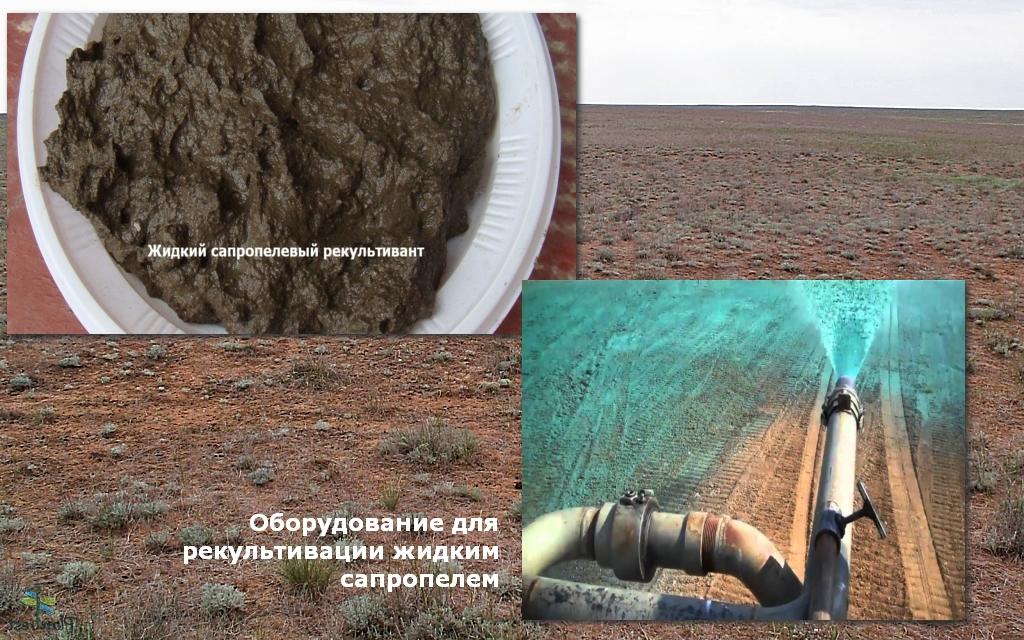 Жидкий сапропелевый рекультивант
Оборудование для
рекультивации жидким
сапропелем